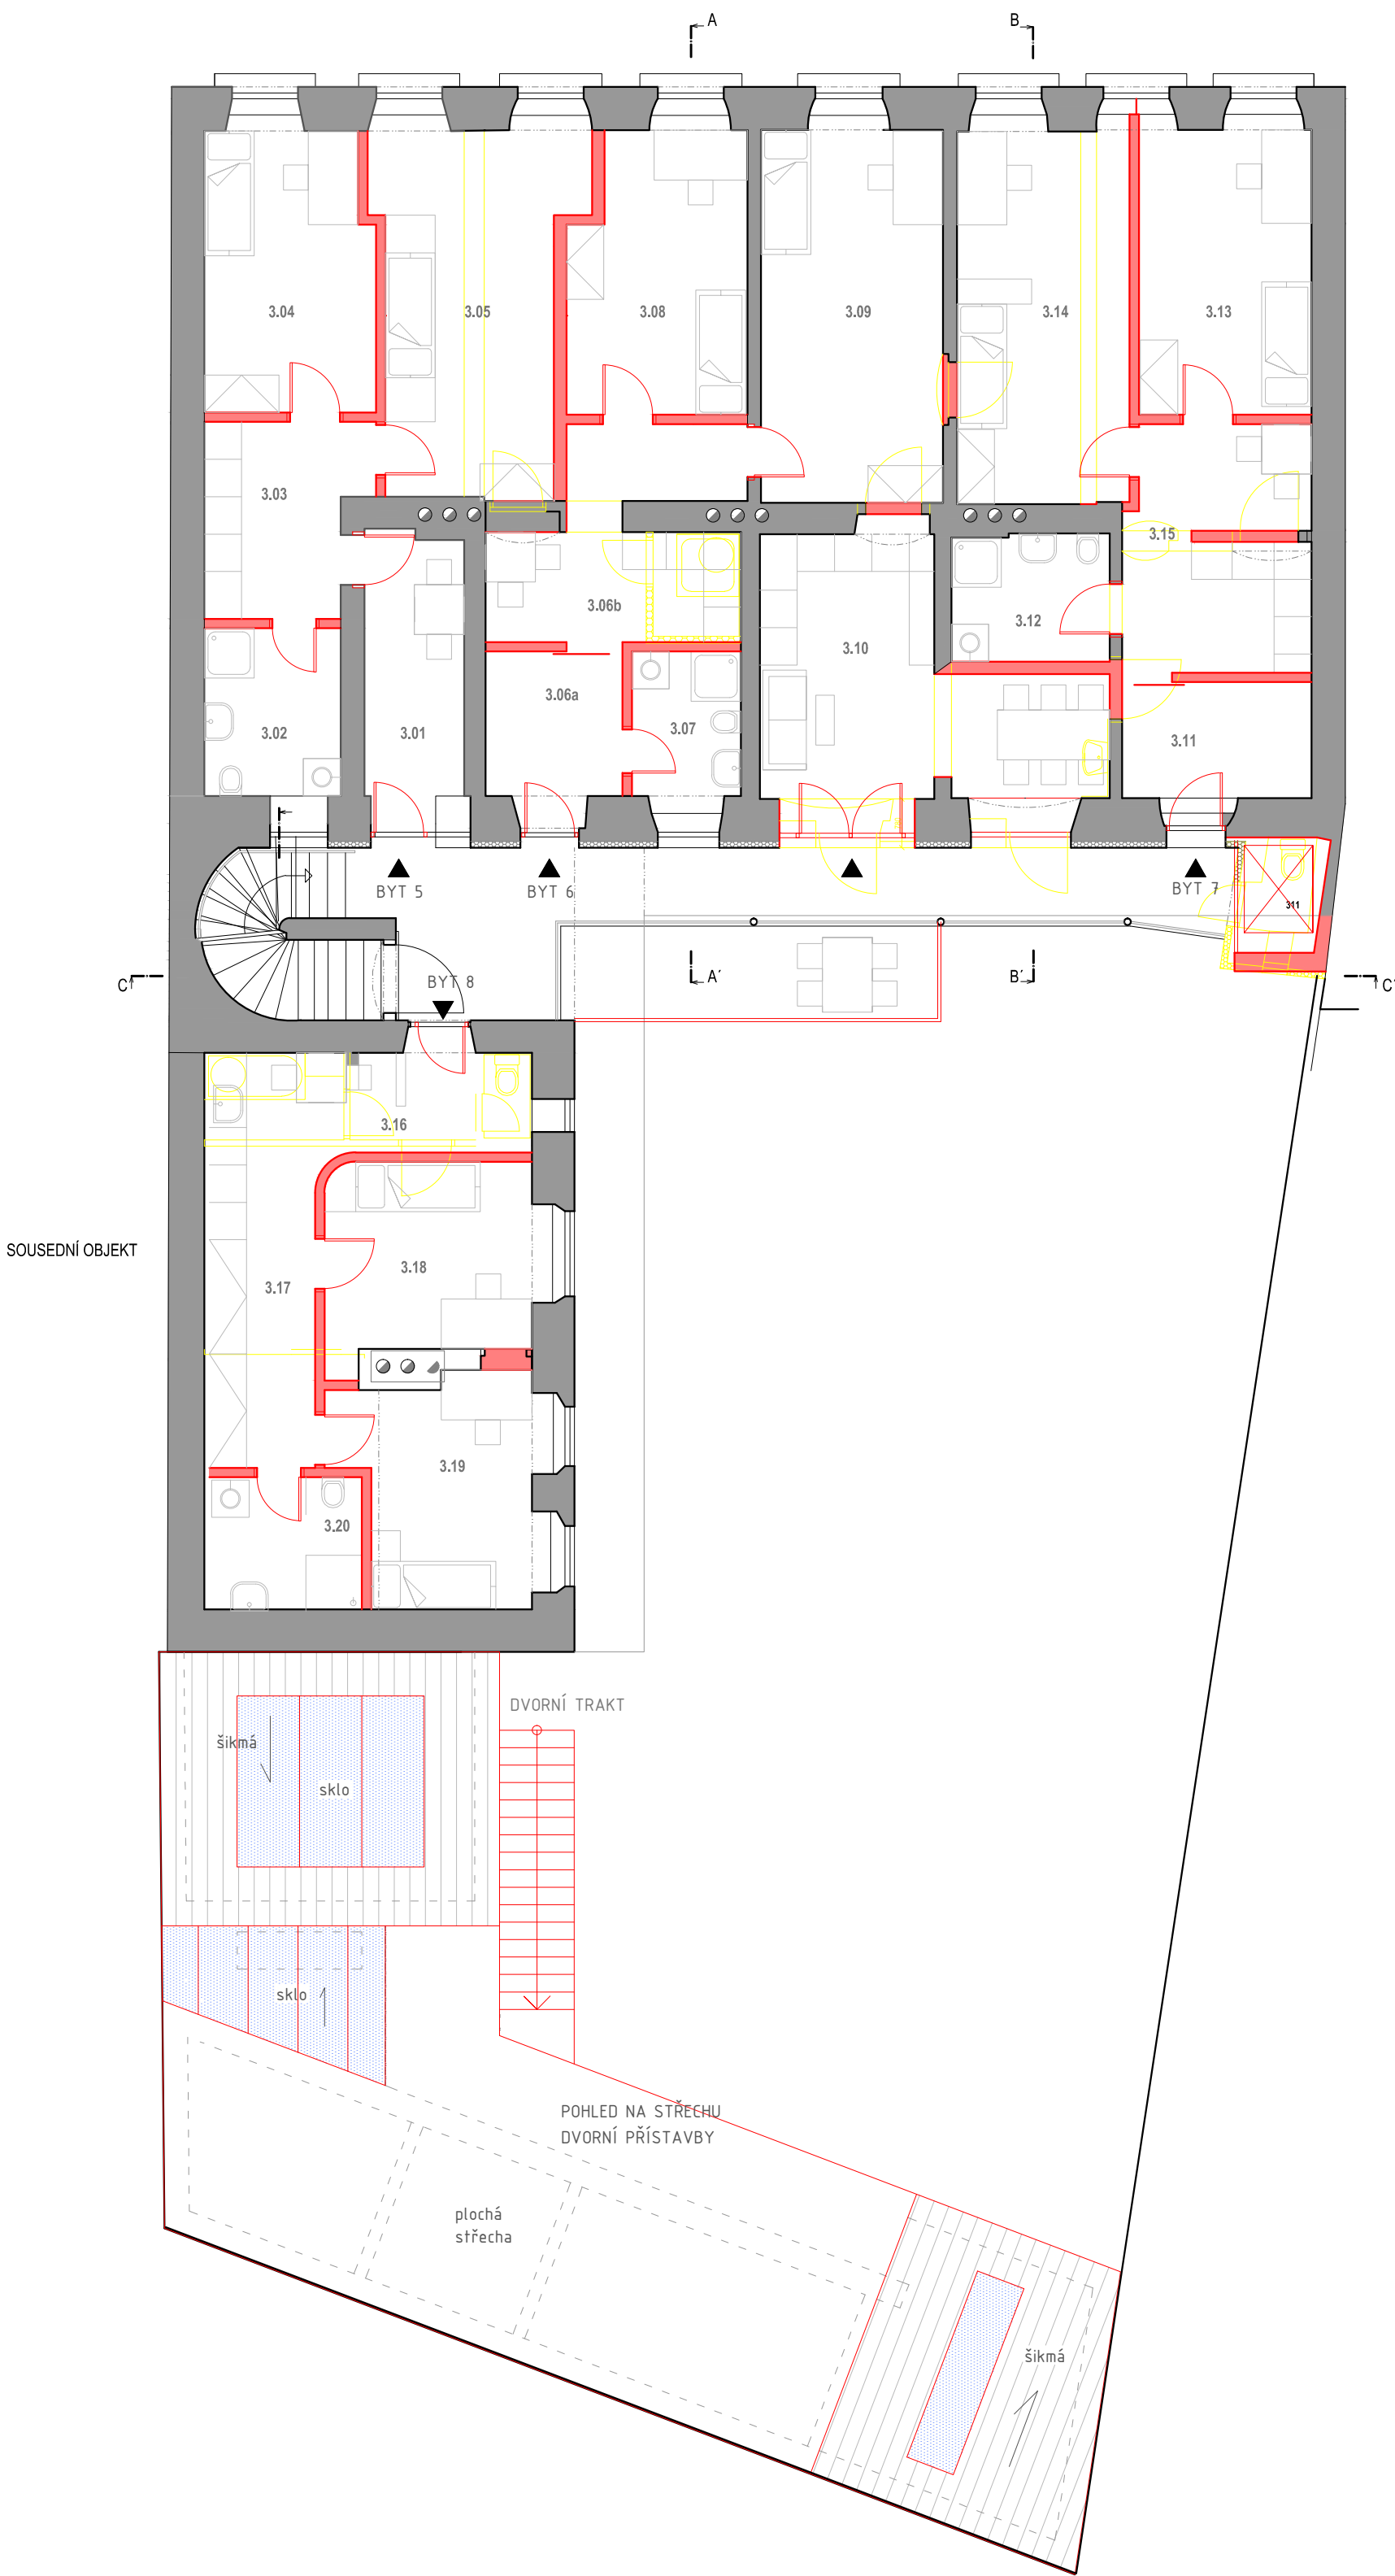 A
B
3.04
3.05
3.08
3.09
3.14
3.13
3.03
3.15
3.06b
3.12
3.10
3.06a
3.02
3.01
3.07
3.11
BYT 5
BYT 6
BYT 7
311
C
BYT 8
A´
B´
C´
3.16
SOUSEDNÍ OBJEKT
3.18
3.17
3.19
3.20
DVORNÍ TRAKT
šikmá
sklo
sklo
POHLED NA STŘECHU
DVORNÍ PŘÍSTAVBY
plochá
střecha
šikmá